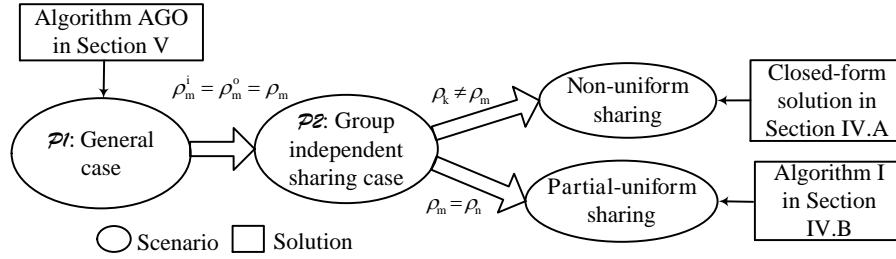 Algorithm AGO
in Section V
ρ_m^i = ρ_m^o = ρ_m
P1: General
case
P2: Group
independent
sharing case
ρ_k ≠ ρ_m
ρ_m = ρ_n
Non-uniform
sharing
Partial-uniform
sharing
Closed-form
solution in
Section IV.A
Algorithm I
in Section
IV.B
Scenario
Solution